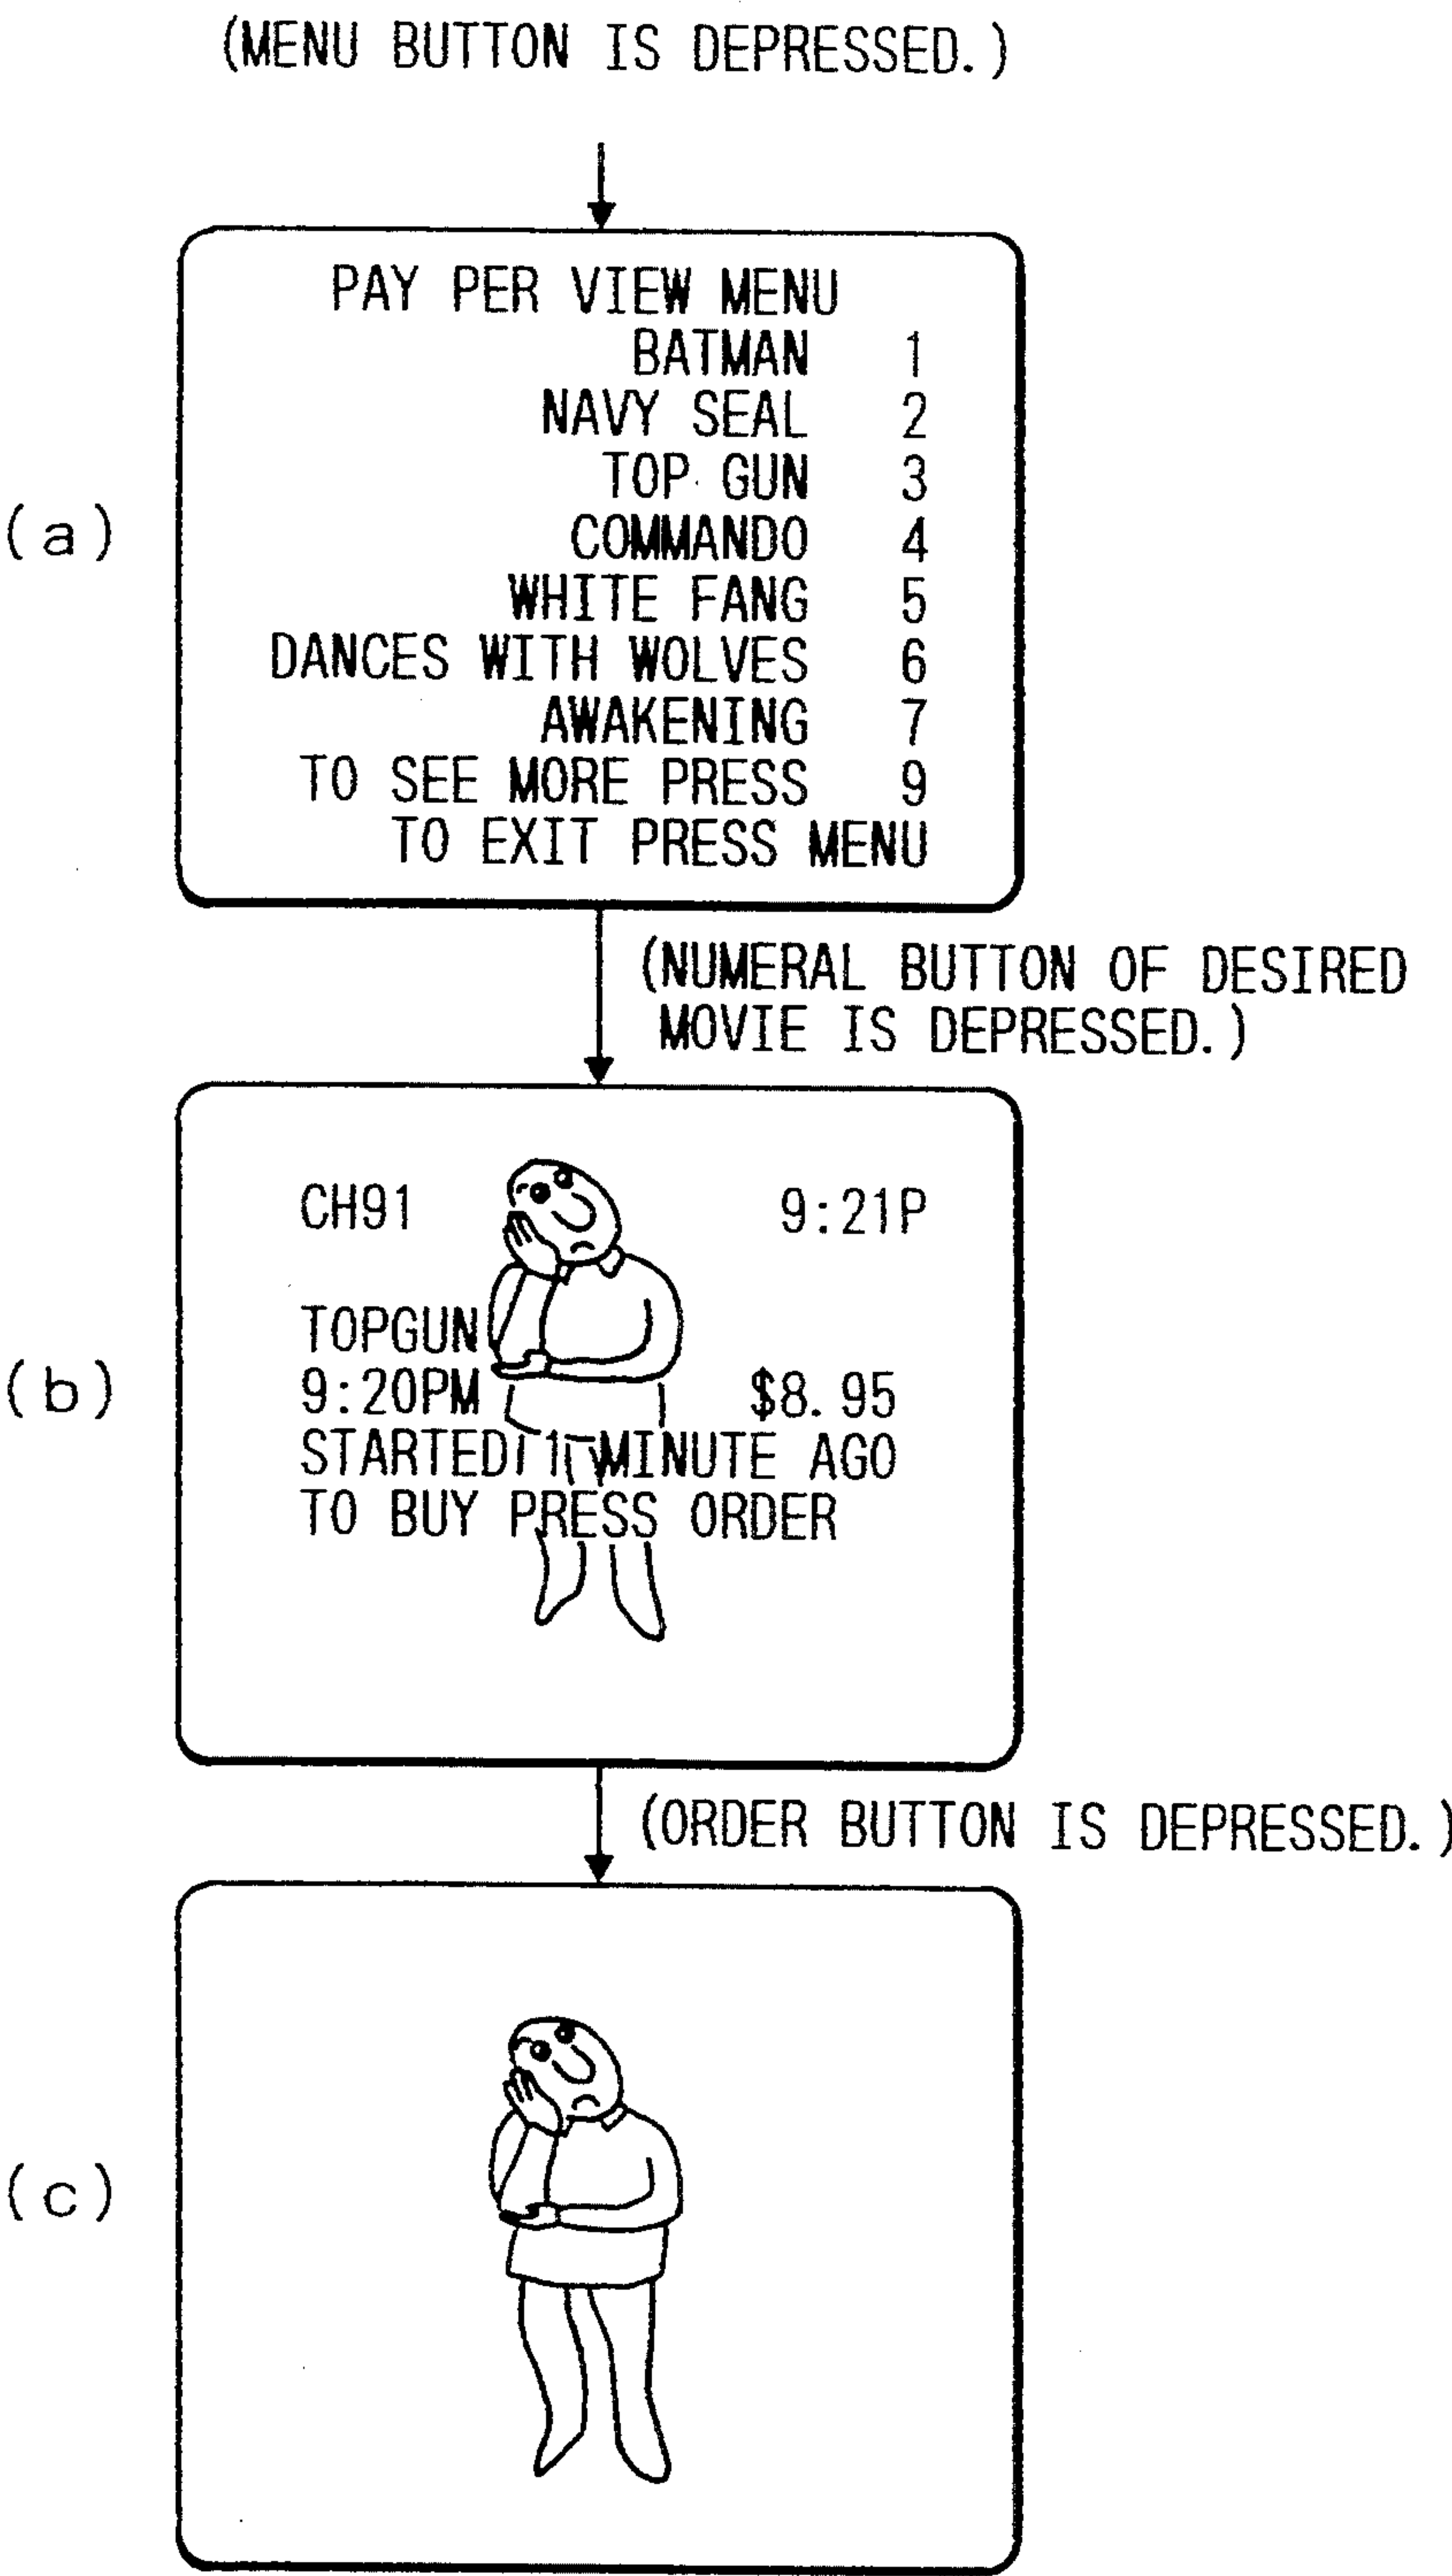 (MENU BUTTON IS DEPRESSED.)
PAY PER VIEW MENU
BATMAN 1
NAVY SEAL 2
TOP GUN 3
(a)
COMMANDO 4
WHITE FANG 5
DANCES WITH WOLVES 6
AWAKENING 7
TO SEE MORE PRESS 9
TO EXIT PRESS MENU
(NUMERAL BUTTON OF DESIRED
MOVIE IS DEPRESSED.)
CH91 9:21P
TOPGUN
(b)
9:20PM $8.95
STARTED 1 MINUTE AGO
TO BUY PRESS ORDER
(ORDER BUTTON IS DEPRESSED.)
(c)